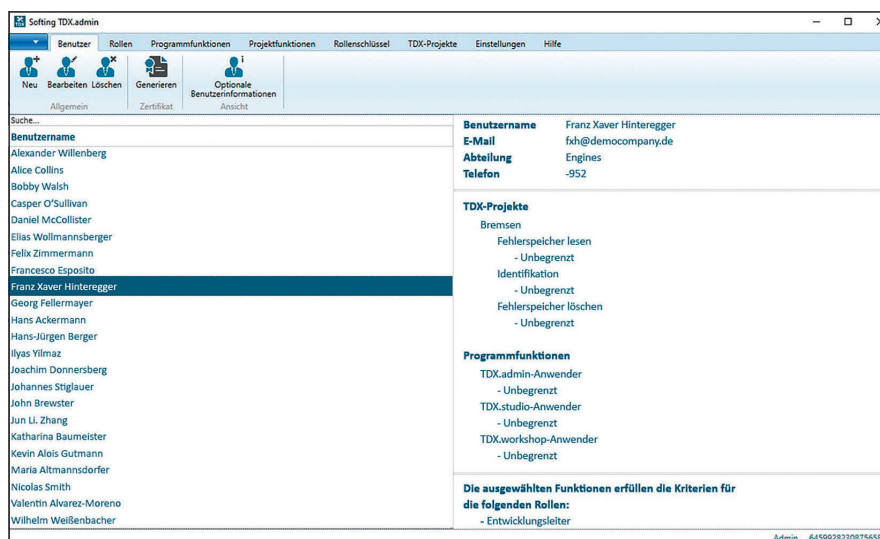 TDX
Softing TDX.admin
Benutzer Rollen Programmfunktionen Projektfunktionen Rollenschlüssel TDX-Projekte Einstellungen Hilfe
Neu Bearbeiten Löschen Generieren Optionale
Benutzerinformationen
Allgemein Zertifikat Ansicht
Suche...
Benutzername
Alexander Willenberg
Alice Collins
Bobby Walsh
Casper O'Sullivan
Daniel McCollister
Elias Wollmannsberger
Felix Zimmermann
Francesco Esposito
Franz Xaver Hinteregger
Georg Fellermayer
Hans Ackermann
Hans-Jürgen Berger
Ilyas Yilmaz
Joachim Donnersberg
Johannes Stiglauer
John Brewster
Jun Li. Zhang
Katharina Baumeister
Kevin Alois Gutmann
Maria Altmannsdorfer
Nicolas Smith
Valentin Alvarez-Moreno
Wilhelm Weißenbacher
Benutzername Franz Xaver Hinteregger
E-Mail fxh@democompany.de
Abteilung Engines
Telefon -952
TDX-Projekte
Bremsen
Fehlerspeicher lesen
- Unbegrenzt
Identifikation
- Unbegrenzt
Fehlerspeicher löschen
- Unbegrenzt
Programmfunktionen
TDX.admin-Anwender
- Unbegrenzt
TDX.studio-Anwender
- Unbegrenzt
TDX.workshop-Anwender
- Unbegrenzt
Die ausgewählten Funktionen erfüllen die Kriterien für
die folgenden Rollen:
- Entwicklungsleiter
Admin